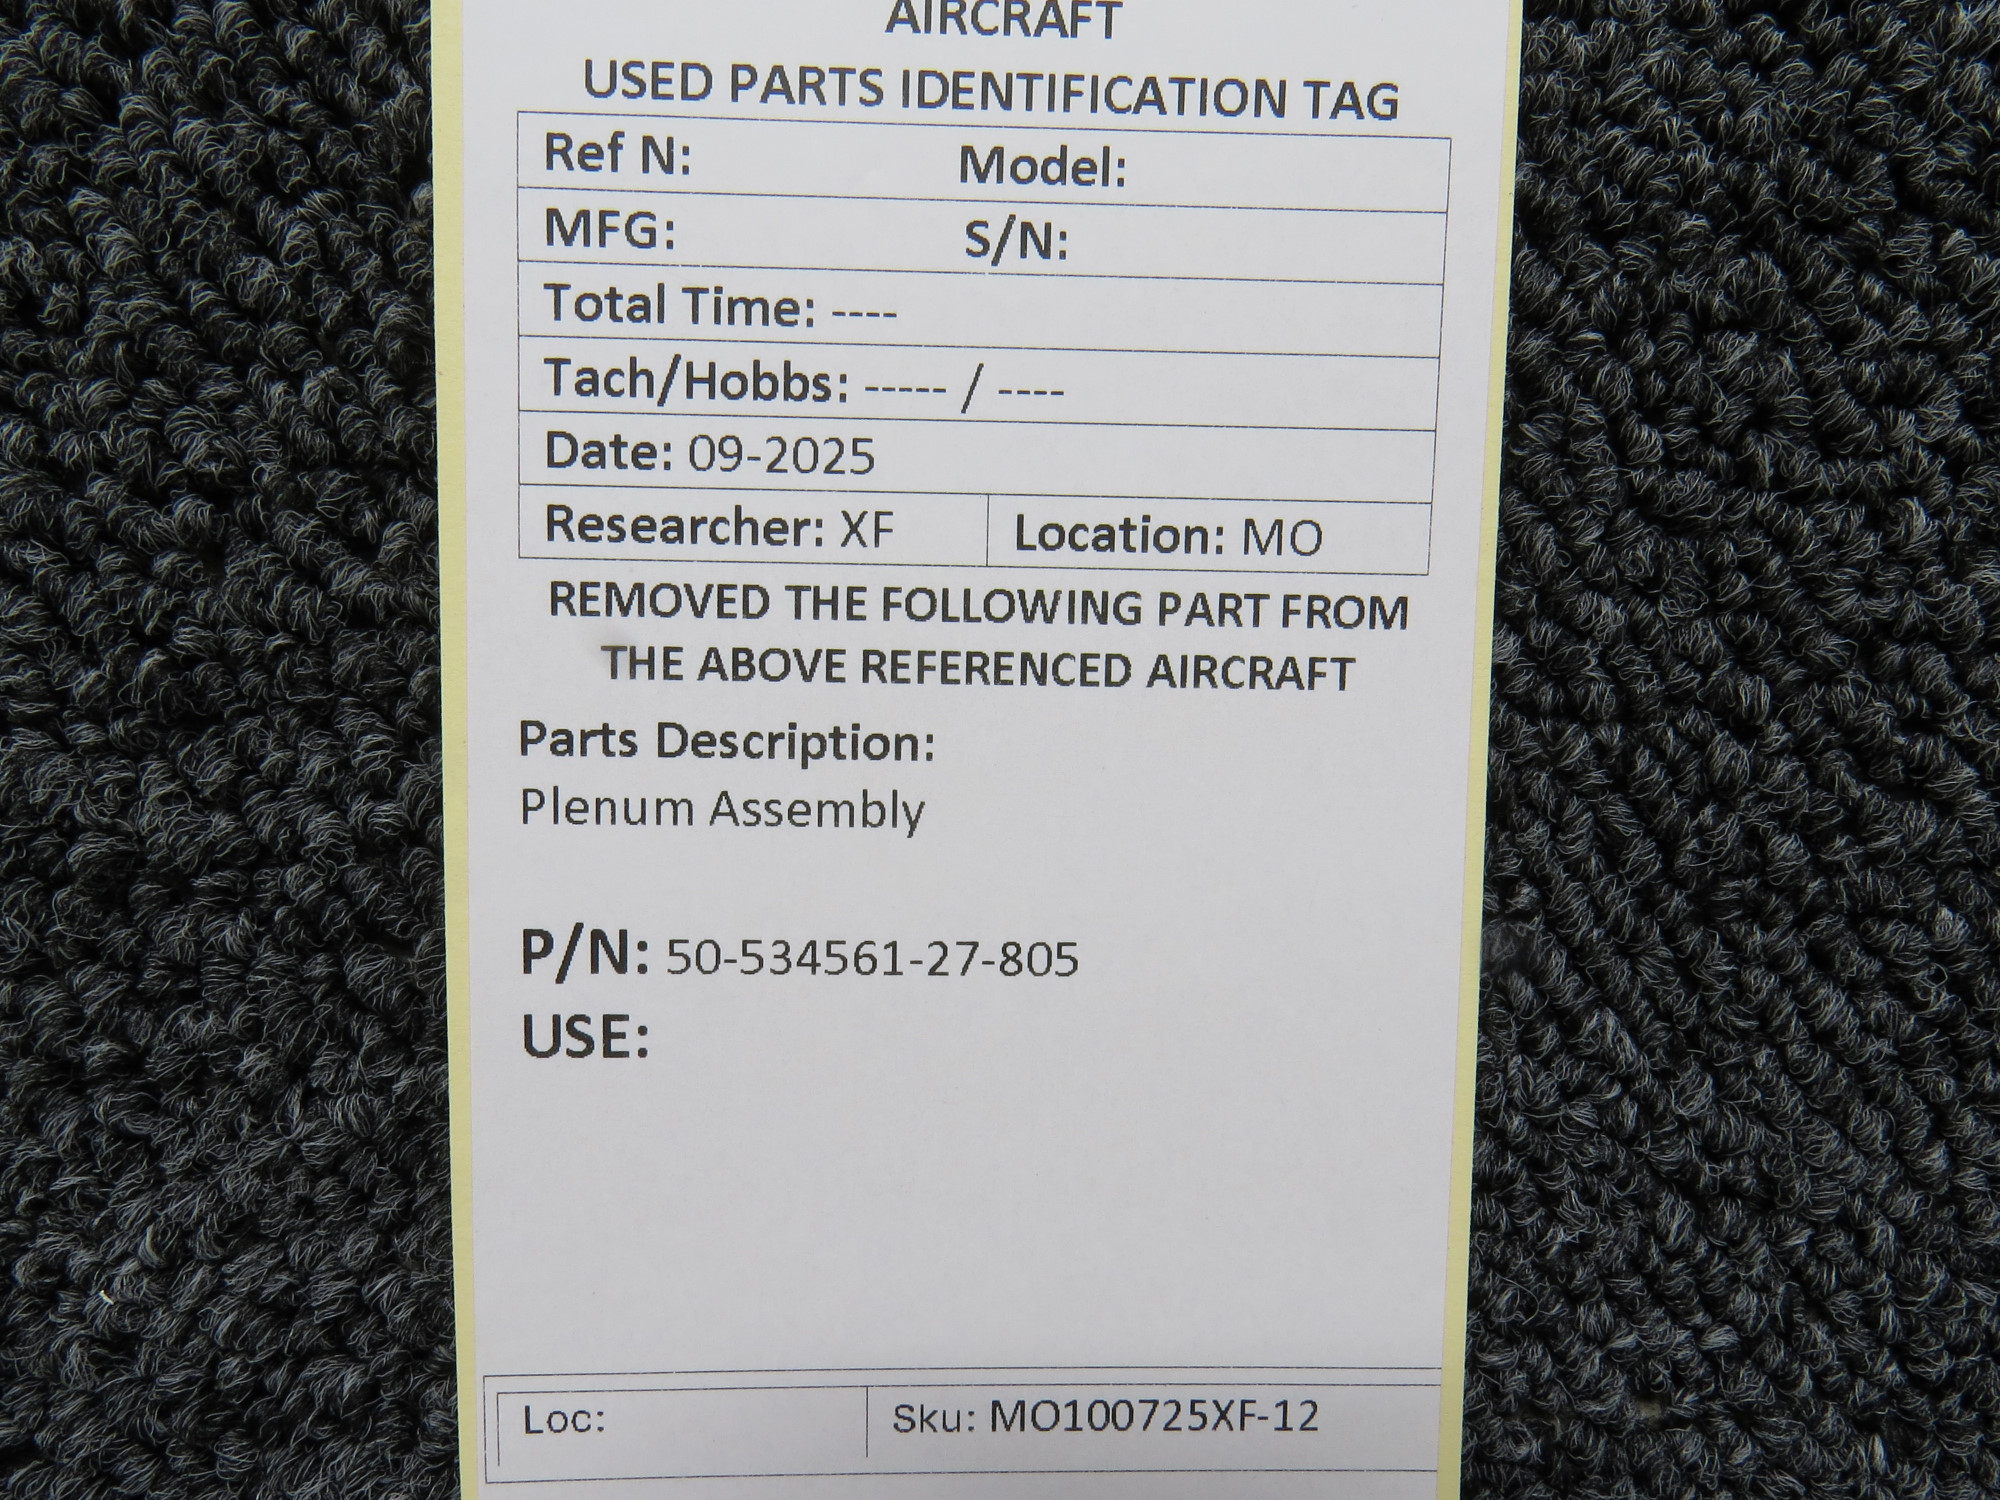 AIRCRAFT
USED PARTS IDENTIFICATION TAG
Ref N: Model:
MFG: S/N:
Total Time: ----
Tach/Hobbs: ----- / ----
Date: 09-2025
Researcher: XF Location: MO
REMOVED THE FOLLOWING PART FROM
THE ABOVE REFERENCED AIRCRAFT
Parts Description:
Plenum Assembly
P/N: 50-534561-27-805
USE:
Loc: Sku: MO100725XF-12